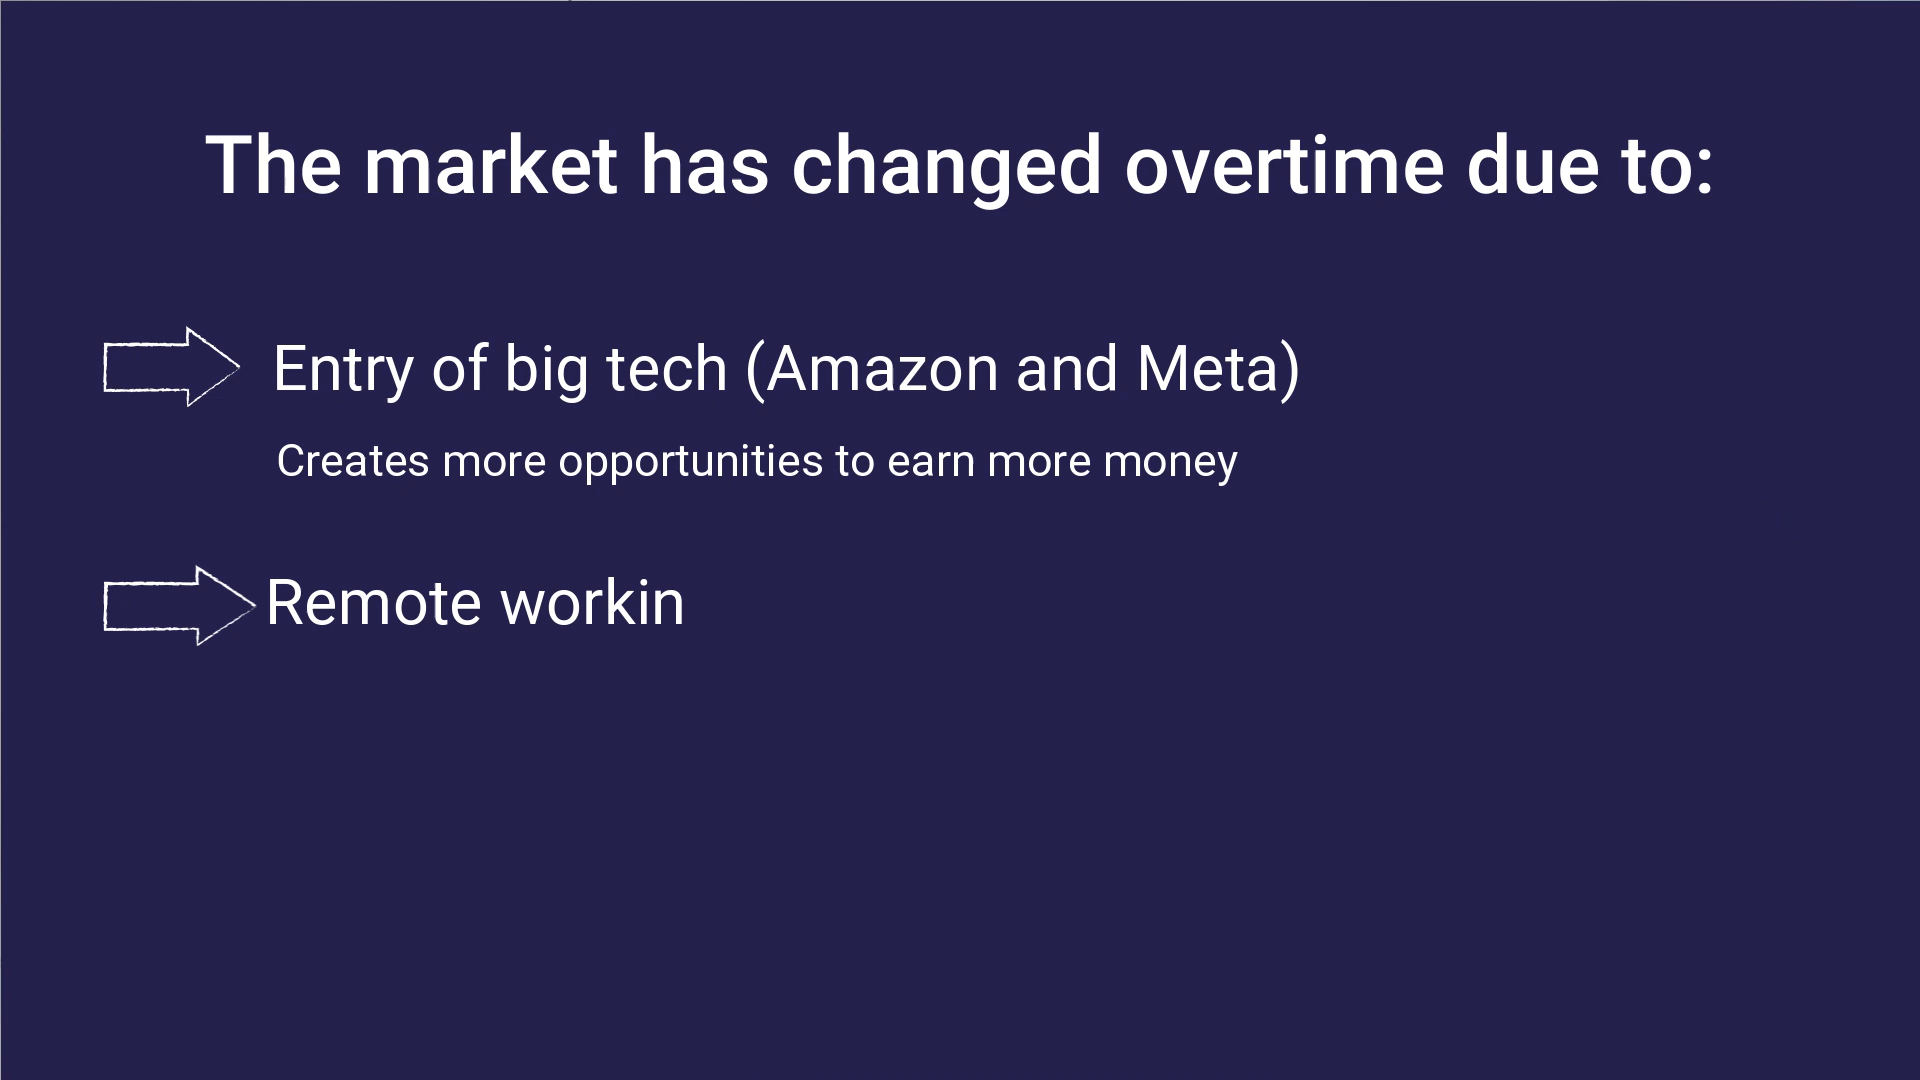 The market has changed overtime due to:
Entry of big tech (Amazon and Meta)
Creates more opportunities to earn more money
Remote workin